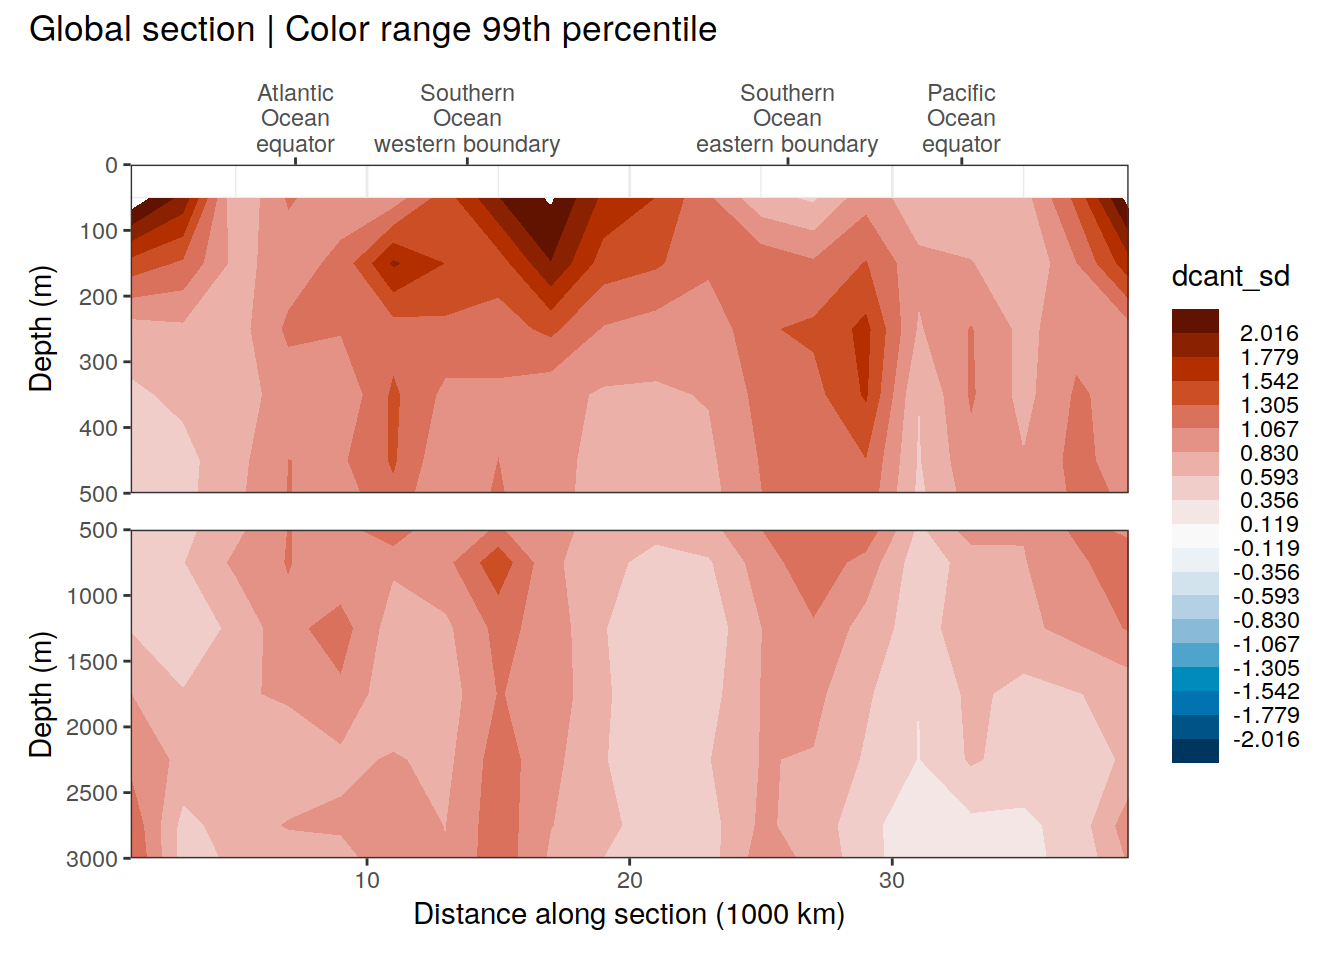 Global section | Color range 99th percentile
Atlantic
Ocean
equator
Southern
Ocean
western boundary
Southern
Ocean
eastern boundary
Pacific
Ocean
equator
0
100
200
300
400
500
Depth (m)
500
1000
1500
2000
2500
3000
Depth (m)
10
20
30
Distance along section (1000 km)
dcant_sd
2.016
1.779
1.542
1.305
1.067
0.830
0.593
0.356
0.119
-0.119
-0.356
-0.593
-0.830
-1.067
-1.305
-1.542
-1.779
-2.016